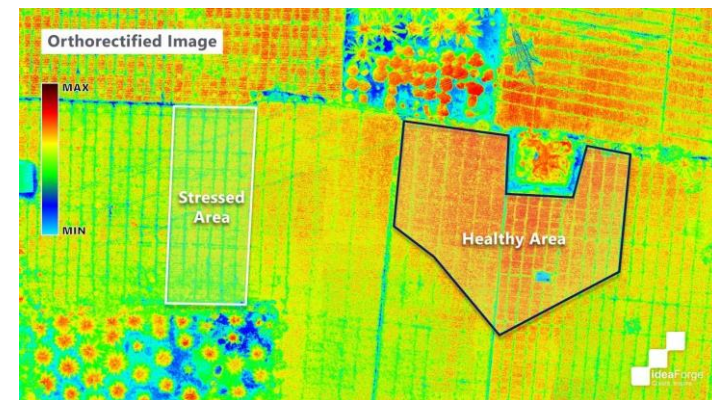 Orthorectified Image
MAX
MIN
Stressed
Area
Healthy Area
ideaForge